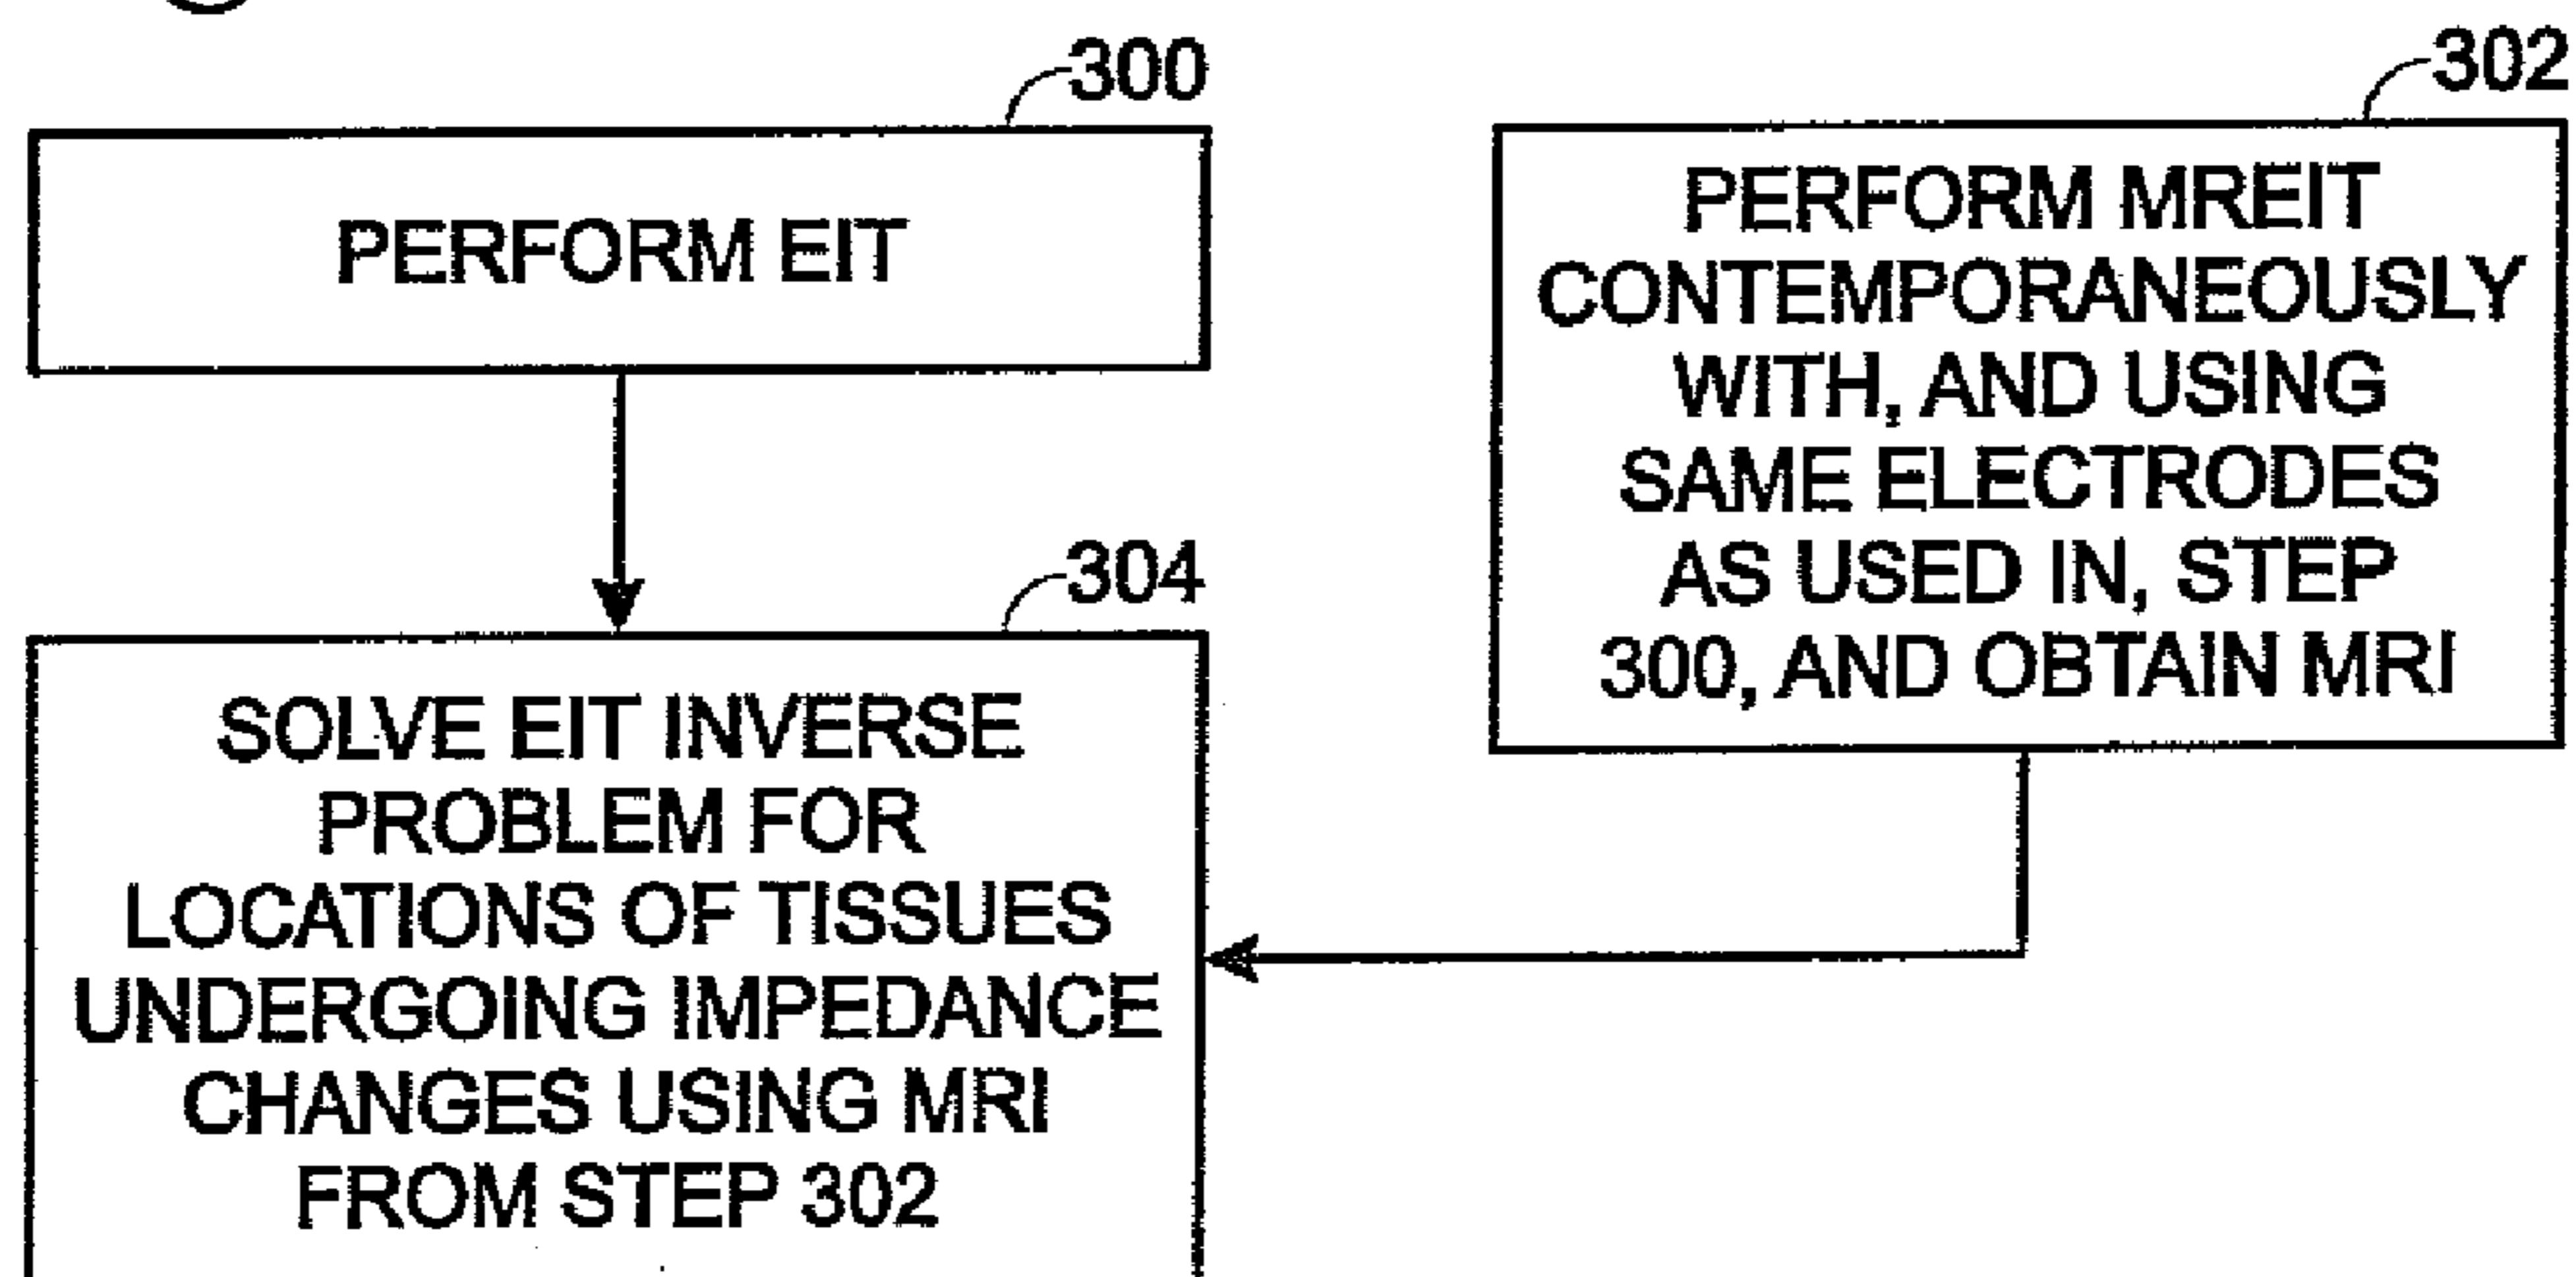 300
PERFORM EIT
302
PERFORM MREIT
CONTEMPORANEOUSLY
WITH, AND USING
SAME ELECTRODES
AS USED IN, STEP
300, AND OBTAIN MRI
304
SOLVE EIT INVERSE
PROBLEM FOR
LOCATIONS OF TISSUES
UNDERGOING IMPEDANCE
CHANGES USING MRI
FROM STEP 302